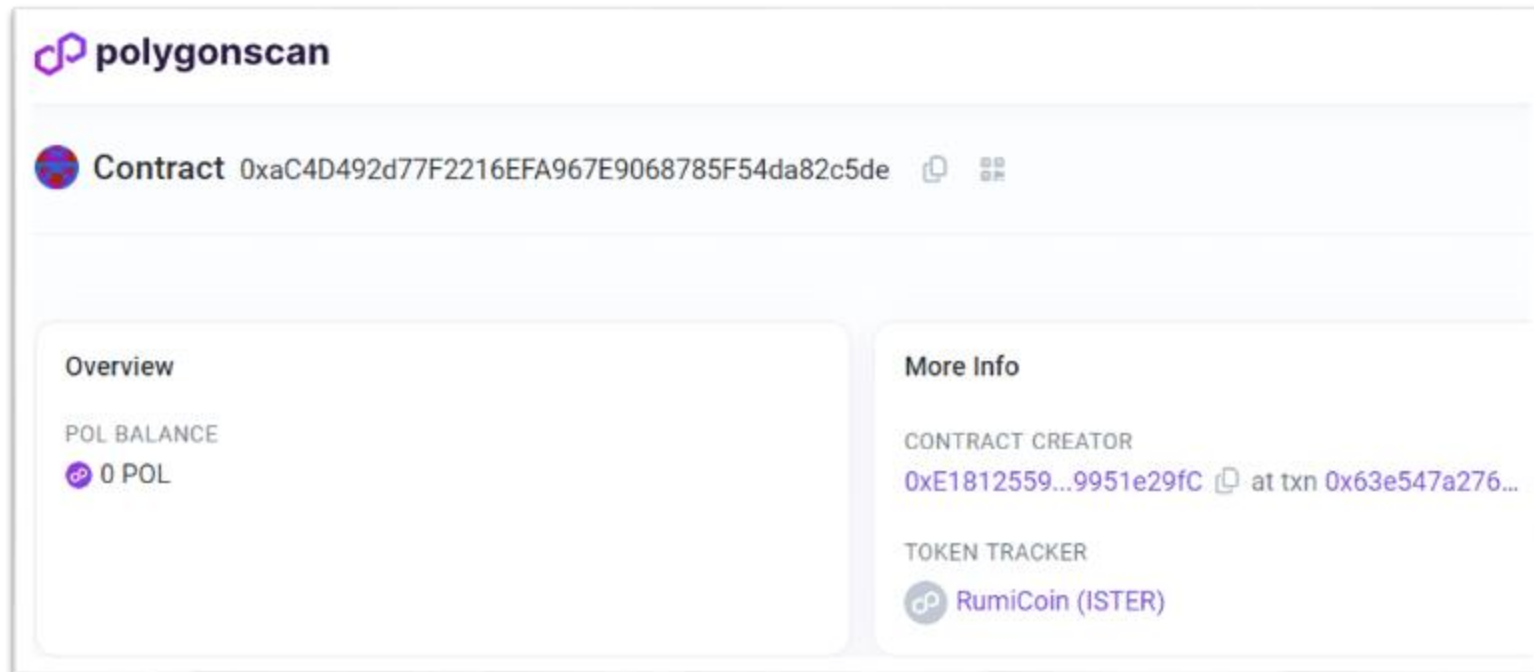 polygonscan
Contract 0xaC4D492d77F2216EFA967E9068785F54da82c5de
Overview
POL BALANCE
0 POL
More Info
CONTRACT CREATOR
0xE1812559...9951e29fC at txn 0x63e547a276...
TOKEN TRACKER
RumiCoin (ISTER)